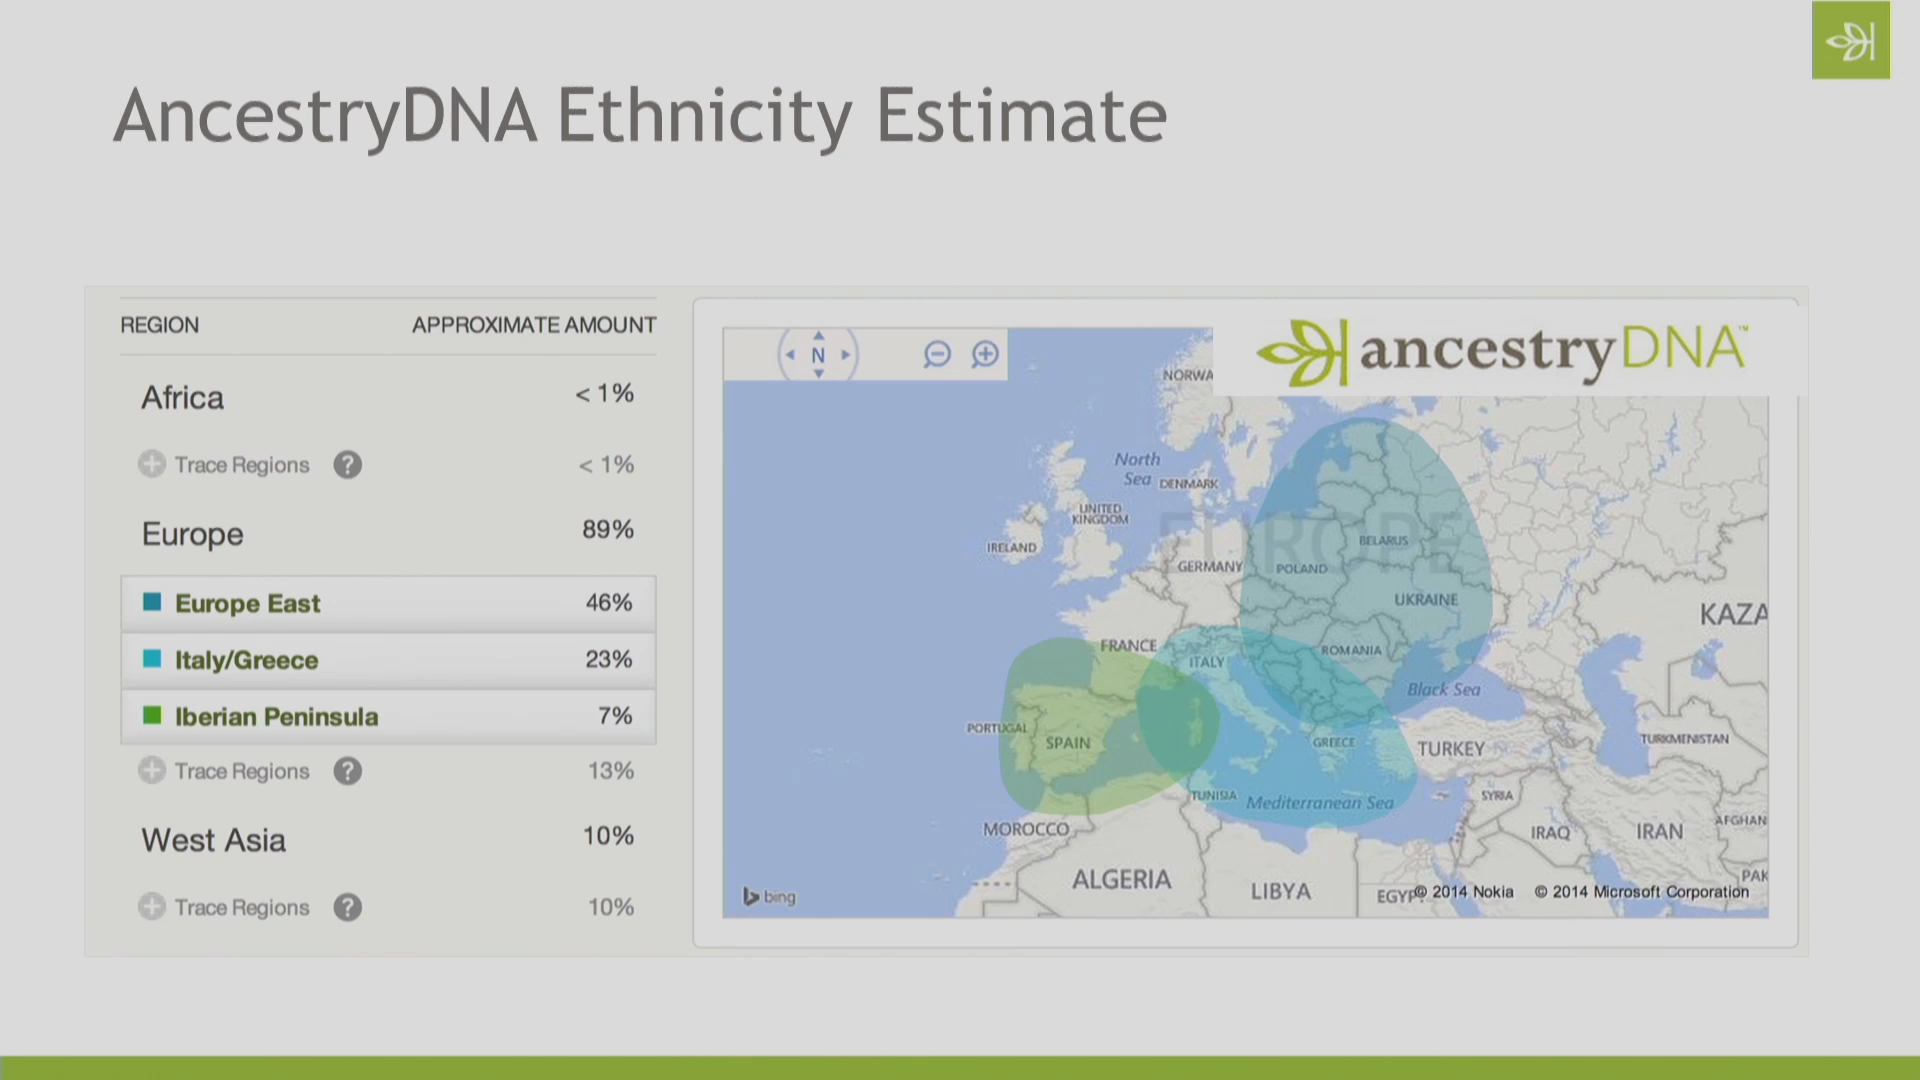 AncestryDNA Ethnicity Estimate
REGION APPROXIMATE AMOUNT
Africa < 1%
Trace Regions ? < 1%
Europe 89%
Europe East 46%
Italy/Greece 23%
Iberian Peninsula 7%
Trace Regions ? 13%
West Asia 10%
Trace Regions ? 10%
N
ancestryDNA™
NORWA
North
Sea
DENMARK
UNITED
KINGDOM
IRELAND
EUROPE
BELARUS
GERMANY
POLAND
UKRAINE
KAZA
FRANCE
ITALY
ROMANIA
Black Sea
PORTUGAL
SPAIN
GREECE
TURKEY
TURKMENISTAN
TUNISIA
Mediterranean Sea
SYRIA
MOROCCO
IRAQ
IRAN
AFGHAN
ALGERIA
LIBYA
EGYP
PAK
bing
© 2014 Nokia © 2014 Microsoft Corporation